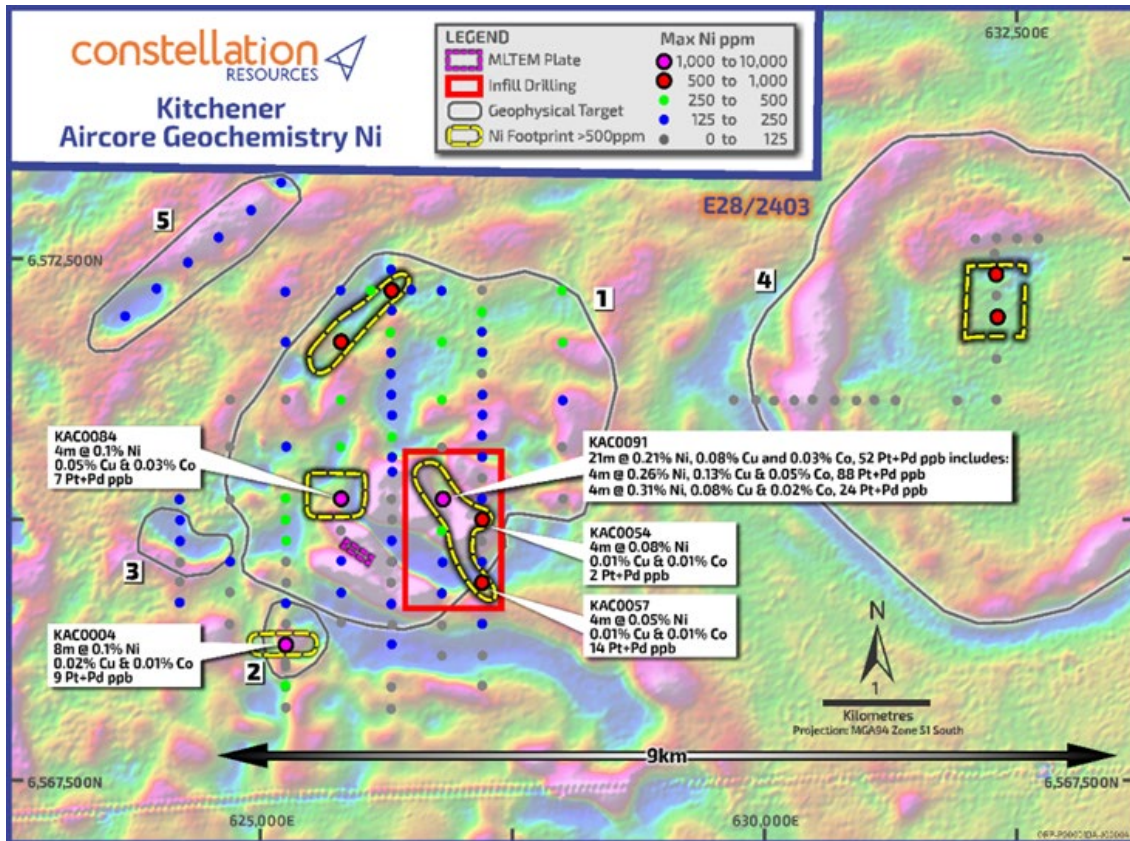 constellation
RESOURCES
Kitchener
Aircore Geochemistry Ni
LEGEND
MLTEM Plate
Infill Drilling
Geophysical Target
Ni Footprint >500ppm
Max Ni ppm
1,000 to 10,000
500 to 1,000
250 to 500
125 to 250
0 to 125
632,500E
E28/2403
5
6,572,500N
1
4
KAC0084
4m @ 0.1% Ni
0.05% Cu & 0.03% Co
7 Pt+Pd ppb
KAC0091
21m @ 0.21% Ni, 0.08% Cu and 0.03% Co, 52 Pt+Pd ppb includes:
4m @ 0.26% Ni, 0.13% Cu & 0.05% Co, 88 Pt+Pd ppb
4m @ 0.31% Ni, 0.08% Cu & 0.02% Co, 24 Pt+Pd ppb
KAC0054
4m @ 0.08% Ni
0.01% Cu & 0.01% Co
2 Pt+Pd ppb
3
KAC0057
4m @ 0.05% Ni
0.01% Cu & 0.01% Co
14 Pt+Pd ppb
KAC0004
8m @ 0.1% Ni
0.02% Cu & 0.01% Co
9 Pt+Pd ppb
2
N
1
Kilometres
Projection: MGA94 Zone 51 South
9km
6,567,500N
6,567,500N
625,000E
630,000E